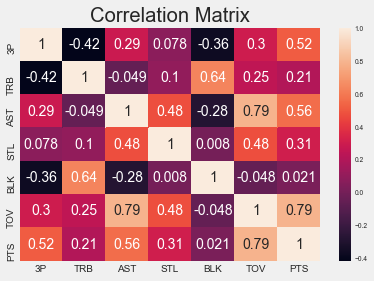 Correlation Matrix
3P 1 -0.42 0.29 0.078 -0.36 0.3 0.52
TRB -0.42 1 -0.049 0.1 0.64 0.25 0.21
AST 0.29 -0.049 1 0.48 -0.28 0.79 0.56
STL 0.078 0.1 0.48 1 0.008 0.48 0.31
BLK -0.36 0.64 -0.28 0.008 1 -0.048 0.021
TOV 0.3 0.25 0.79 0.48 -0.048 1 0.79
PTS 0.52 0.21 0.56 0.31 0.021 0.79 1
3P TRB AST STL BLK TOV PTS
1.0
0.8
0.6
0.4
0.2
0.0
-0.2
-0.4